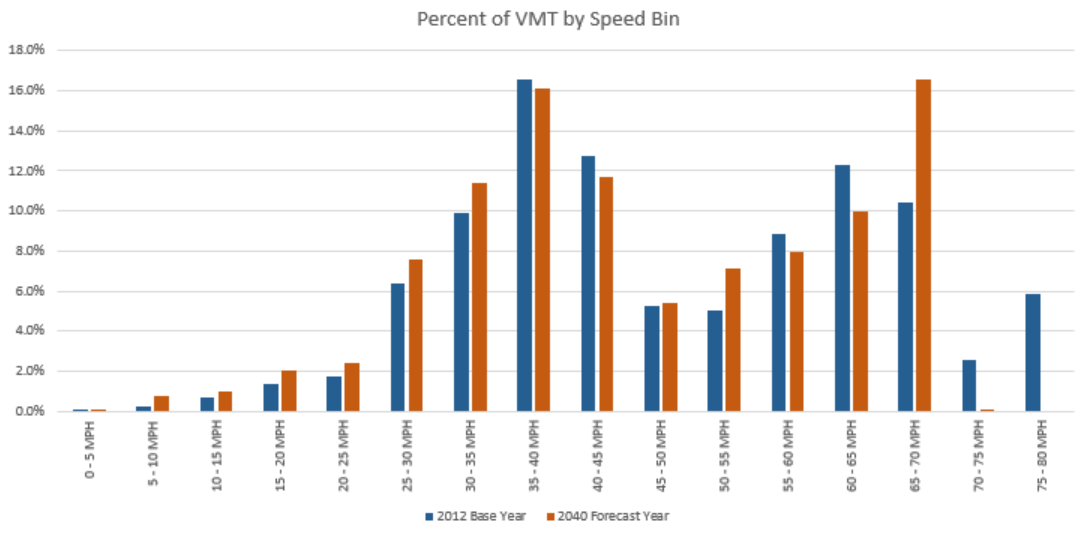 Percent of VMT by Speed Bin
18.0%
16.0%
14.0%
12.0%
10.0%
8.0%
6.0%
4.0%
2.0%
0.0%
0 - 5 MPH
5 - 10 MPH
10 - 15 MPH
15 - 20 MPH
20 - 25 MPH
25 - 30 MPH
30 - 35 MPH
35 - 40 MPH
40 - 45 MPH
45 - 50 MPH
50 - 55 MPH
55 - 60 MPH
60 - 65 MPH
65 - 70 MPH
70 - 75 MPH
75 - 80 MPH
2012 Base Year 2040 Forecast Year